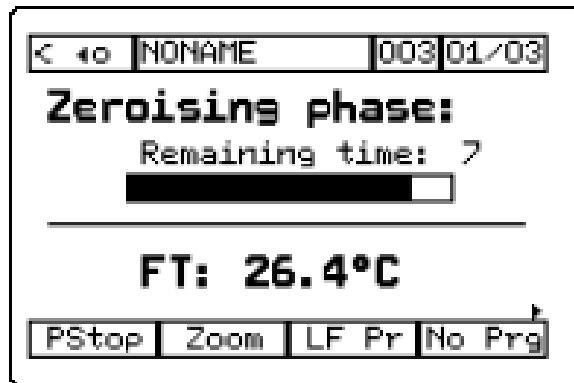 < ◂o NONAME 003 01/03
Zeroising phase:
Remaining time: 7
FT: 26.4°C
PStop Zoom LF Pr No Prg